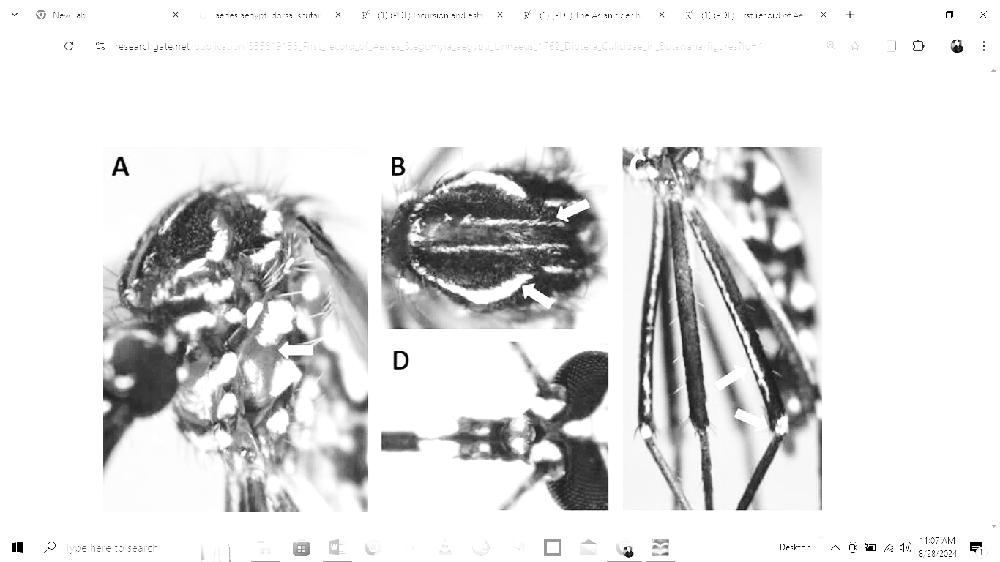 New Tab
aedes aegypti dorsal scutar
(1) (PDF) Incursion and esta
(1) (PDF) The Asian tiger h
(1) (PDF) First record of Ae
researchgate.net/publication/335619156_First_record_of_Aedes_Stegomyia_aegypti_Linnaeus_1762_Diptera_Culicidae_in_Botswana/figures?lo=1
A
B
C
D
Type here to search
Desktop
11:07 AM
8/28/2024
1